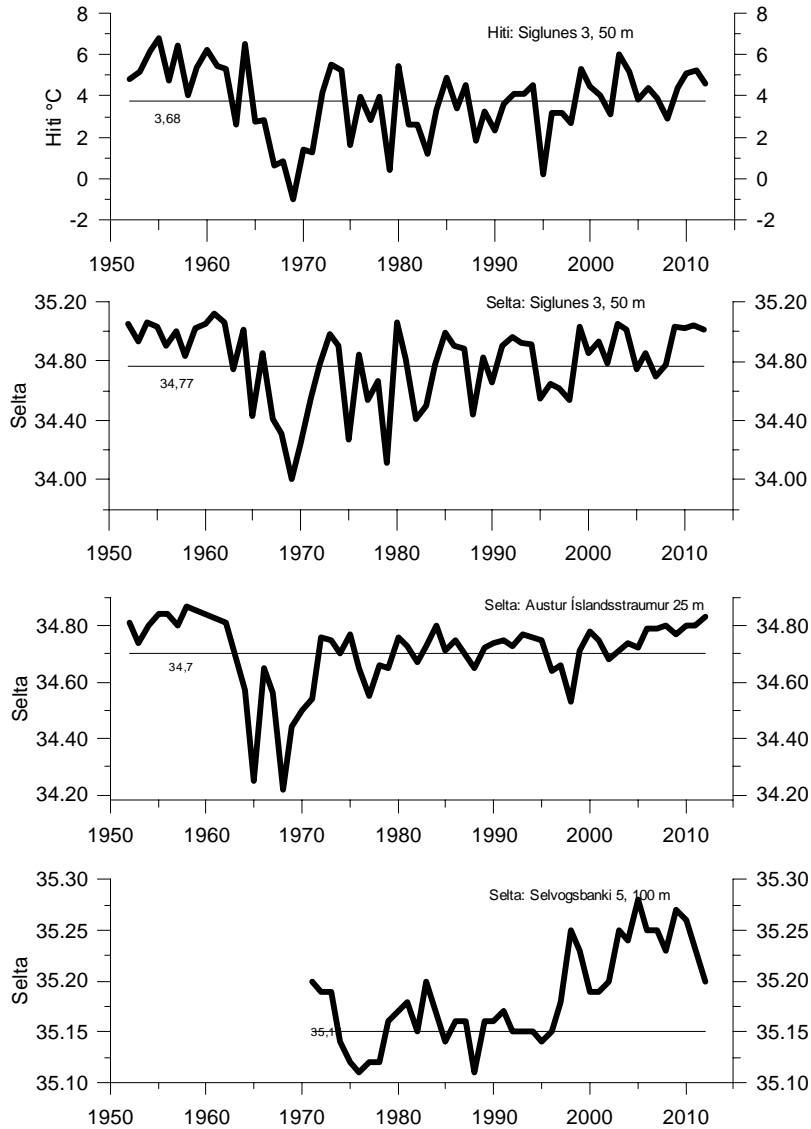 Hiti: Siglunes 3, 50 m
Hiti °C
8 8
6 6
4 4
2 2
0 0
-2 -2
3,68
1950 1960 1970 1980 1990 2000 2010
Selta: Siglunes 3, 50 m
Selta
35.20 35.20
34.80 34.80
34.40 34.40
34.00 34.00
34,77
1950 1960 1970 1980 1990 2000 2010
Selta: Austur Íslandsstraumur 25 m
Selta
34.80 34.80
34.60 34.60
34.40 34.40
34.20 34.20
34,7
1950 1960 1970 1980 1990 2000 2010
Selta: Selvogsbanki 5, 100 m
Selta
35.30 35.30
35.25 35.25
35.20 35.20
35.15 35.15
35.10 35.10
1950 1960 1970 1980 1990 2000 2010